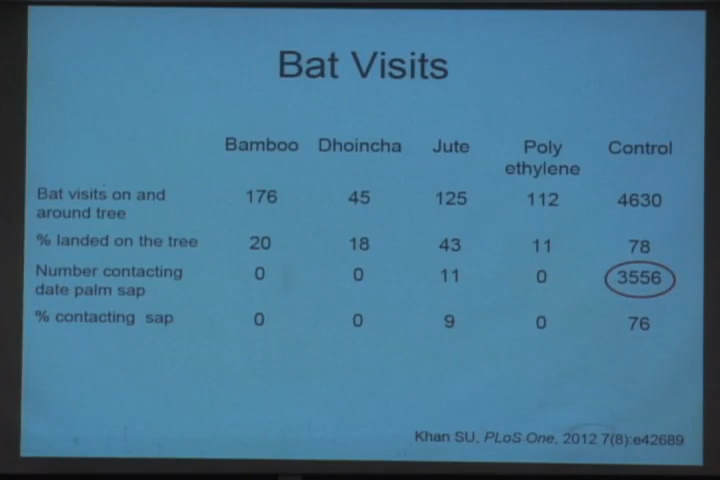 Bat Visits
Bamboo Dhoincha Jute Poly ethylene Control
Bat visits on and around tree 176 45 125 112 4630
% landed on the tree 20 18 43 11 78
Number contacting date palm sap 0 0 11 0 3556
% contacting sap 0 0 9 0 76
Khan SU, PLoS One, 2012 7(8):e42689